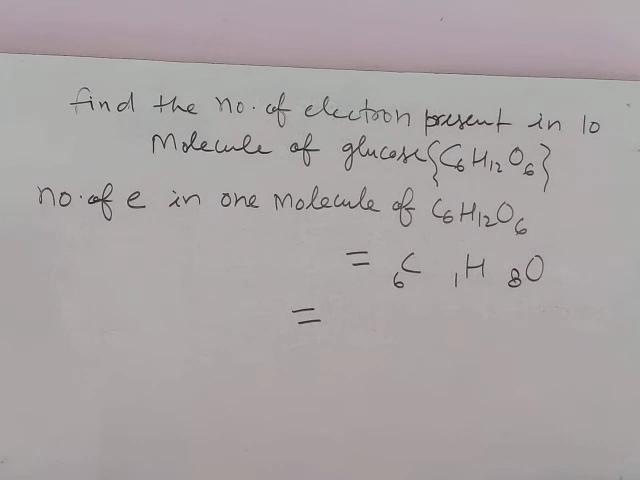 find the no. of electron present in 10
Molecule of glucose {C₆H₁₂O₆}
no. of e in one Molecule of C₆H₁₂O₆
= ₆C ₁H ₈O
=